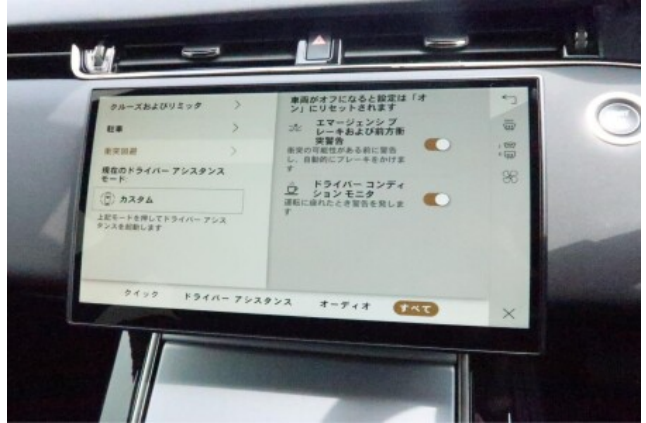 クルーズおよびリミッタ
駐車
衝突回避
現在のドライバー アシスタンス
モード:
カスタム
上記モードを押してドライバー アシス
タンスを起動します
車両がオフになると設定は「オ
ン」にリセットされます
エマージェンシ ブ
レーキおよび前方衝
突警告
衝突の可能性がある前に警告
し、自動的にブレーキをかけま
す
ドライバー コンディ
ション モニタ
運転に疲れたとき警告を発しま
す
クイック
ドライバー アシスタンス
オーディオ
すべて